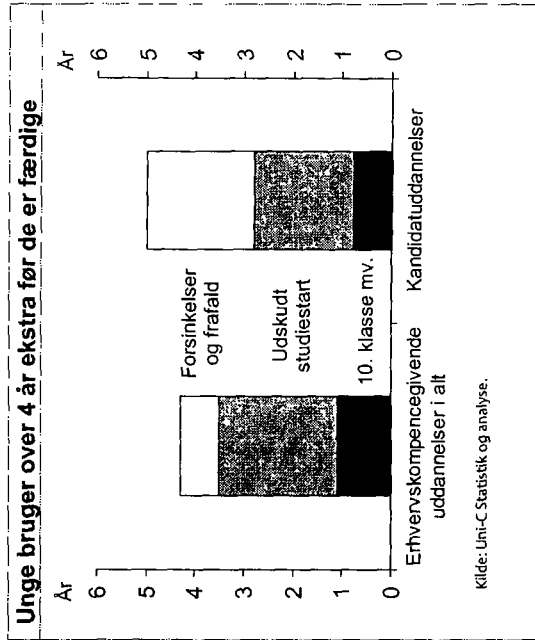 Unge bruger over 4 år ekstra før de er færdige
År
År
6
5
4
3
2
1
0
6
5
4
3
2
1
0
Forsinkelser
og frafald
Udskudt
studiestart
10. klasse mv.
Erhvervskompencegivende
uddannelser i alt
Kandidatuddannelser
Kilde: Uni-C Statistik og analyse.